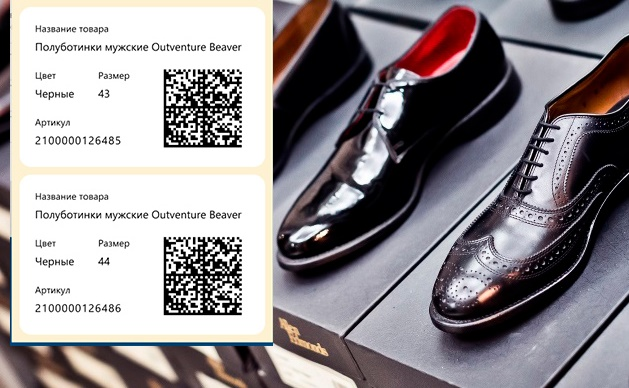 Название товара
Полуботинки мужские Outventure Beaver
Цвет Размер
Черные 43
Артикул
2100000126485
Название товара
Полуботинки мужские Outventure Beaver
Цвет Размер
Черные 44
Артикул
2100000126486